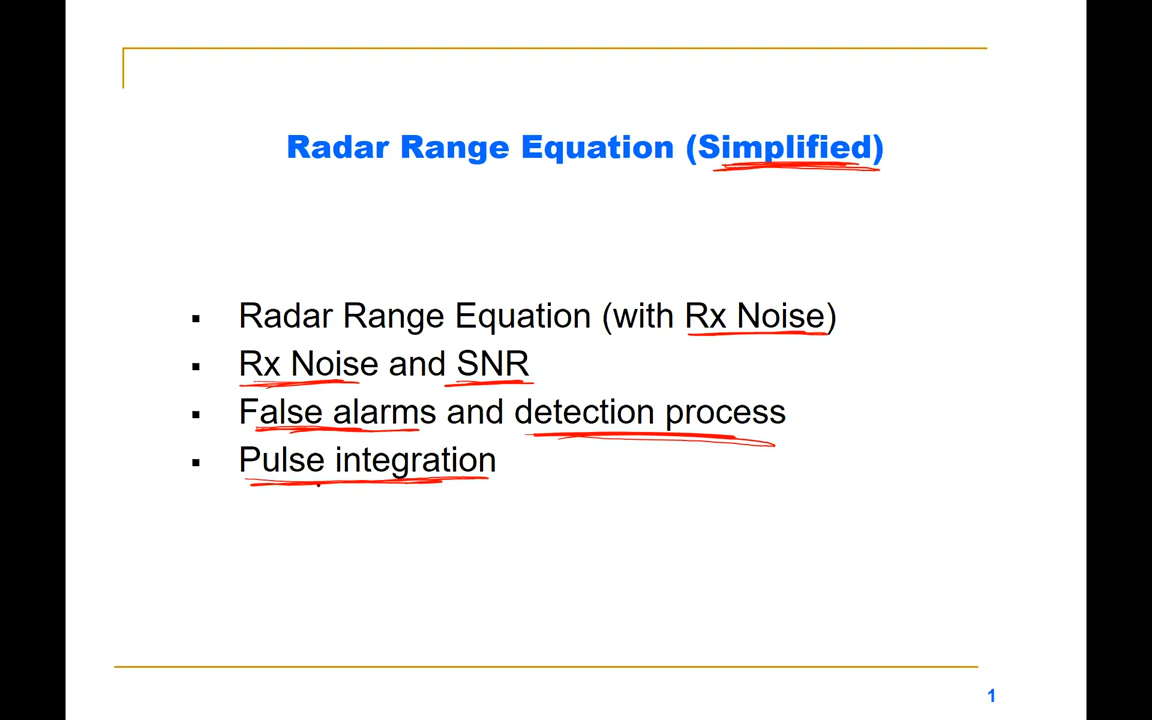 Radar Range Equation (Simplified)
▪ Radar Range Equation (with Rx Noise)
▪ Rx Noise and SNR
▪ False alarms and detection process
▪ Pulse integration
1